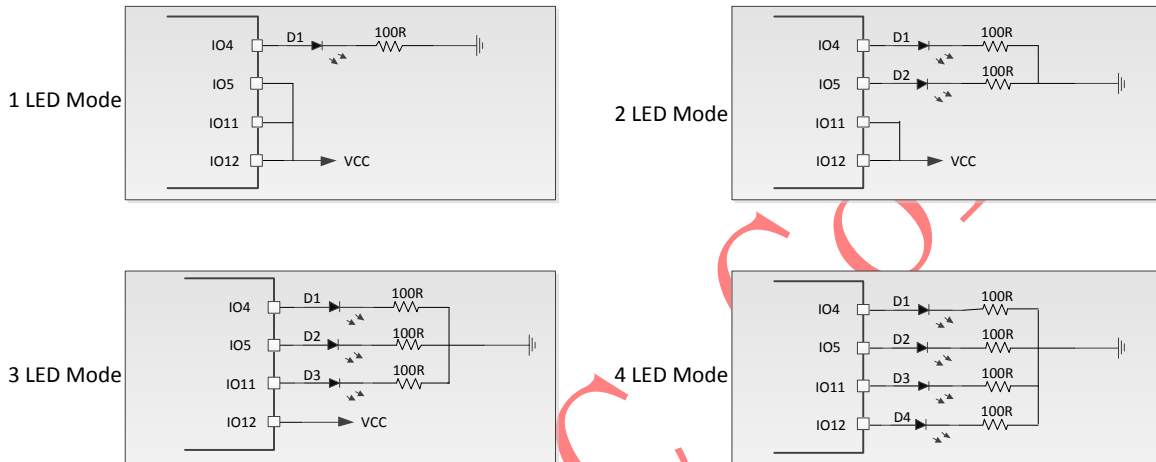 1 LED Mode
IO4
D1
100R
IO5
IO11
IO12
VCC
2 LED Mode
IO4
D1
100R
IO5
D2
100R
IO11
IO12
VCC
3 LED Mode
IO4
D1
100R
IO5
D2
100R
IO11
D3
100R
IO12
VCC
4 LED Mode
IO4
D1
100R
IO5
D2
100R
IO11
D3
100R
IO12
D4
100R